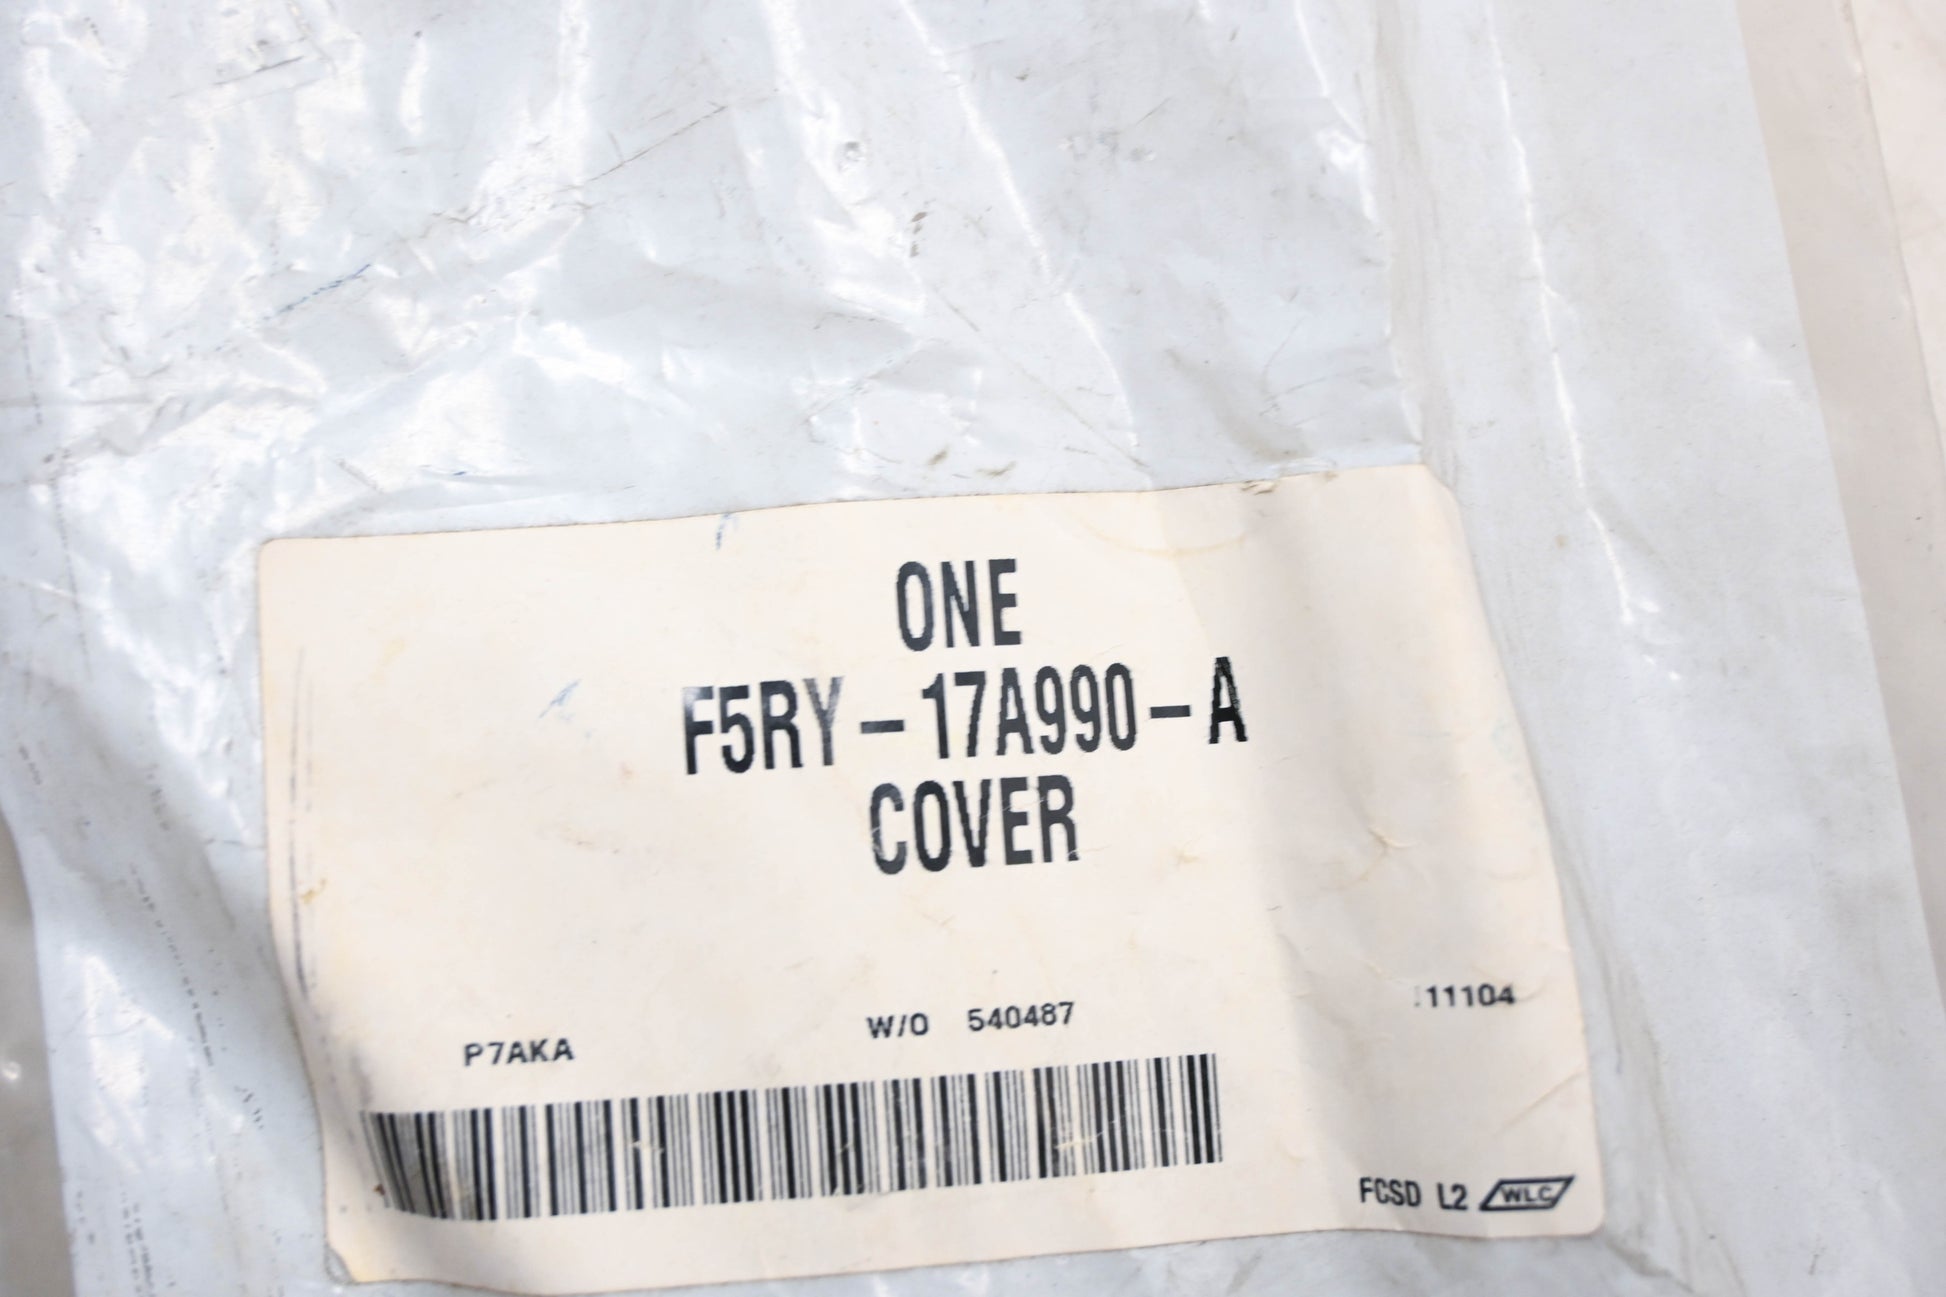 ONE
F5RY-17A990-A
COVER
P7AKA W/O 540487 11104
FCSD L2 WLC